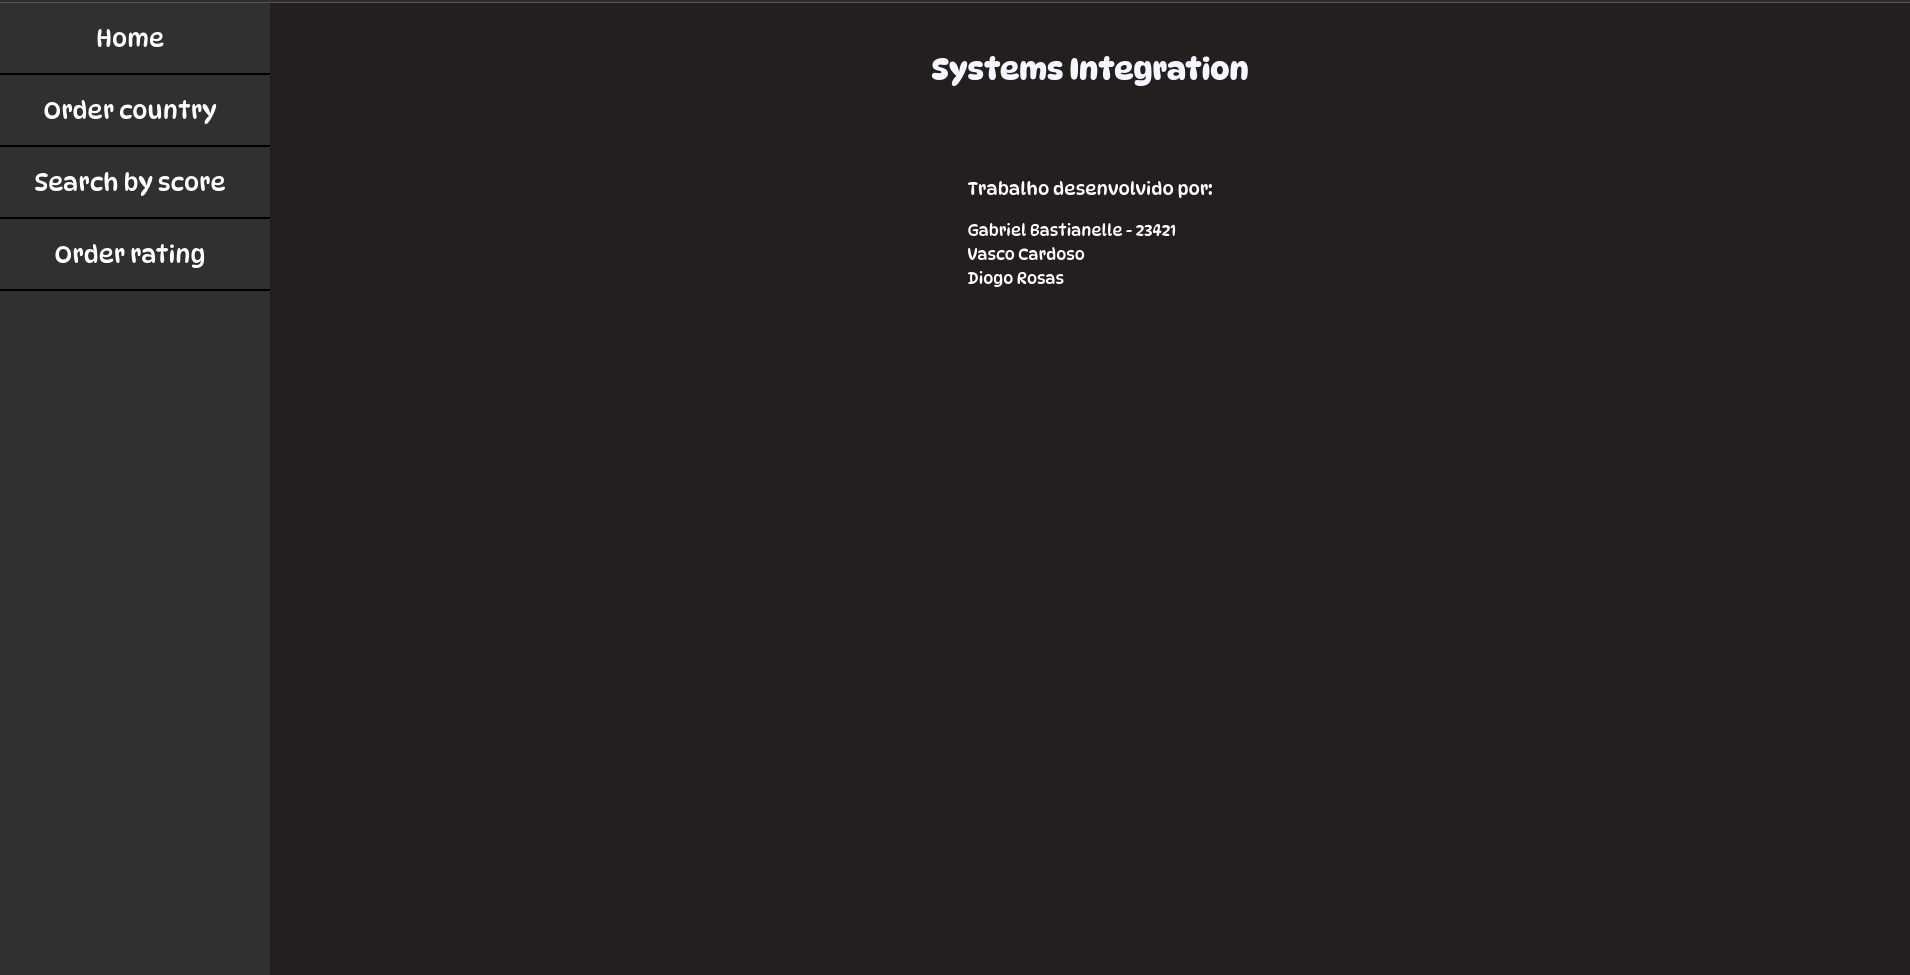 Home
Order country
Search by score
Order rating
Systems Integration
Trabalho desenvolvido por:
Gabriel Bastianelle - 23421
Vasco Cardoso
Diogo Rosas